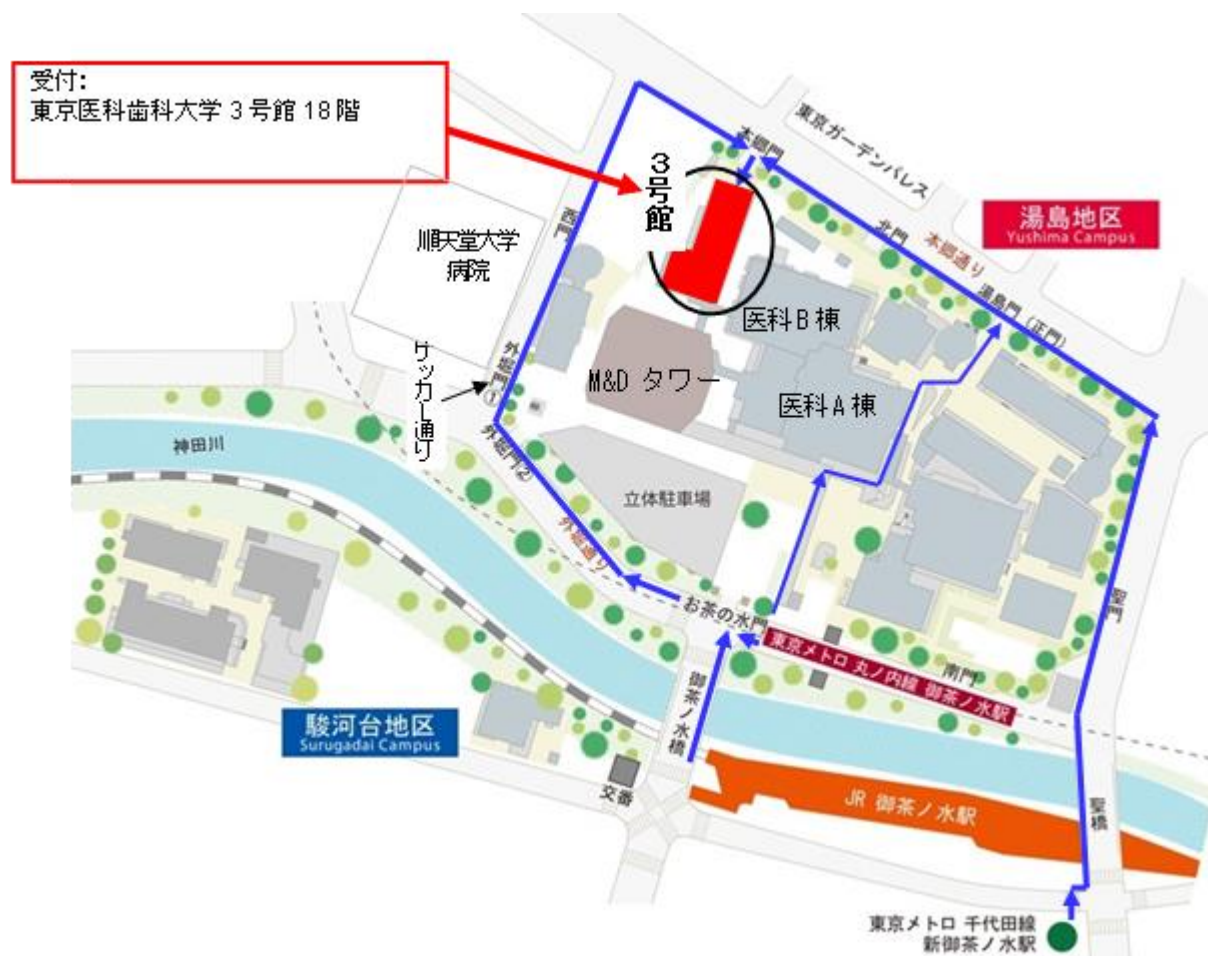 受付:
東京医科歯科大学 3 号館 18 階
本郷門
東京ガーデンパレス
3号館
西門
順天堂大学
病院
北門
本郷通り
湯島地区
Yushima Campus
湯島門(正門)
医科B棟
M&D タワー
医科A棟
外堀門①
サッカー通り
外堀門②
神田川
立体駐車場
外堀通り
お茶の水門
聖門
東京メトロ 丸ノ内線 御茶ノ水駅
南門
御茶ノ水橋
駿河台地区
Surugadai Campus
交番
JR 御茶ノ水駅
聖橋
東京メトロ 千代田線
新御茶ノ水駅